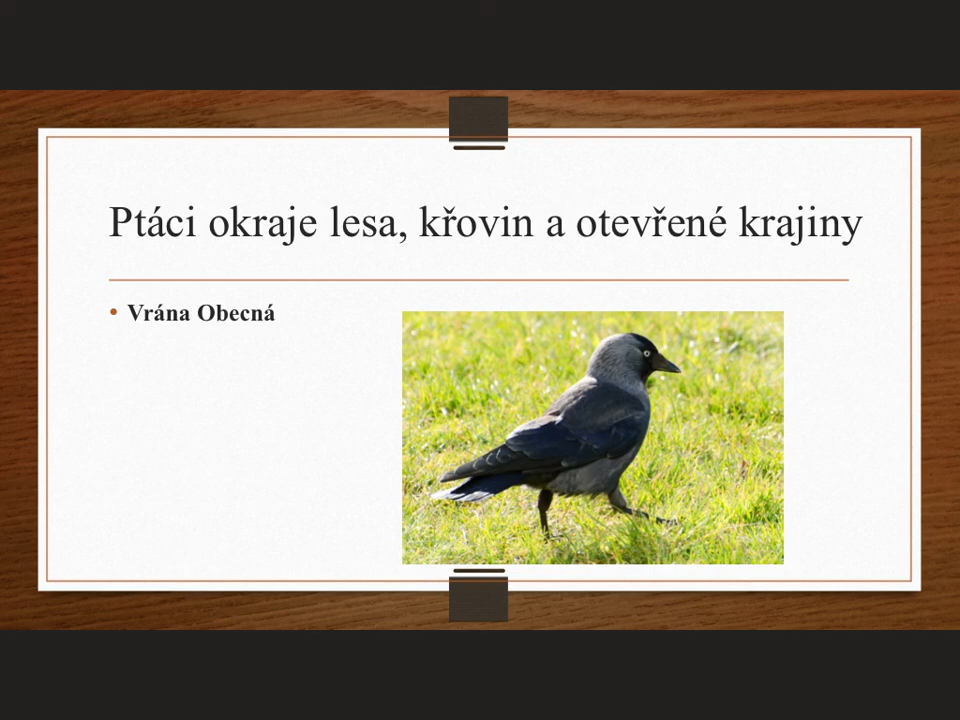 Ptáci okraje lesa, křovin a otevřené krajiny
• Vrána Obecná